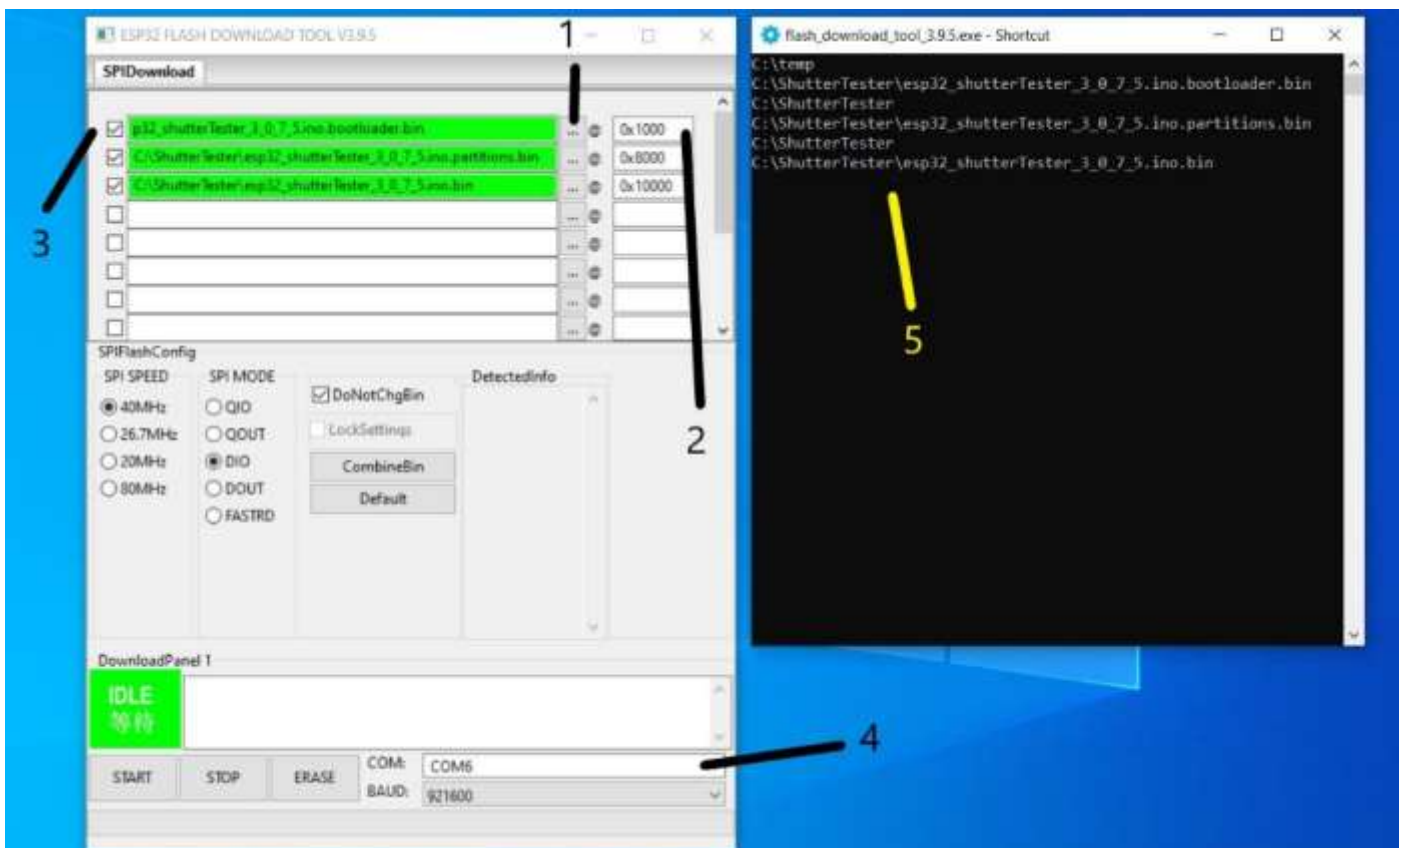 ESP32 FLASH DOWNLOAD TOOL V3.9.5
1
SPIDownload
p32_shutterTester_3_0_7_5.ino.bootloader.bin ... @ 0x1000
C:\ShutterTester\esp32_shutterTester_3_0_7_5.ino.partitions.bin ... @ 0x8000
C:\ShutterTester\esp32_shutterTester_3_0_7_5.ino.bin ... @ 0x10000
... @
... @
... @
... @
... @
3
2
SPIFlashConfig
SPI SPEED
40MHz
26.7MHz
20MHz
80MHz
SPI MODE
QIO
QOUT
DIO
DOUT
FASTRD
DoNotChgBin
LockSettings
CombineBin
Default
DetectedInfo
DownloadPanel 1
IDLE
等待
START
STOP
ERASE
COM: COM6
BAUD: 921600
4
flash_download_tool_3.9.5.exe - Shortcut
C:\temp
C:\ShutterTester\esp32_shutterTester_3_0_7_5.ino.bootloader.bin
C:\ShutterTester
C:\ShutterTester\esp32_shutterTester_3_0_7_5.ino.partitions.bin
C:\ShutterTester
C:\ShutterTester\esp32_shutterTester_3_0_7_5.ino.bin
5